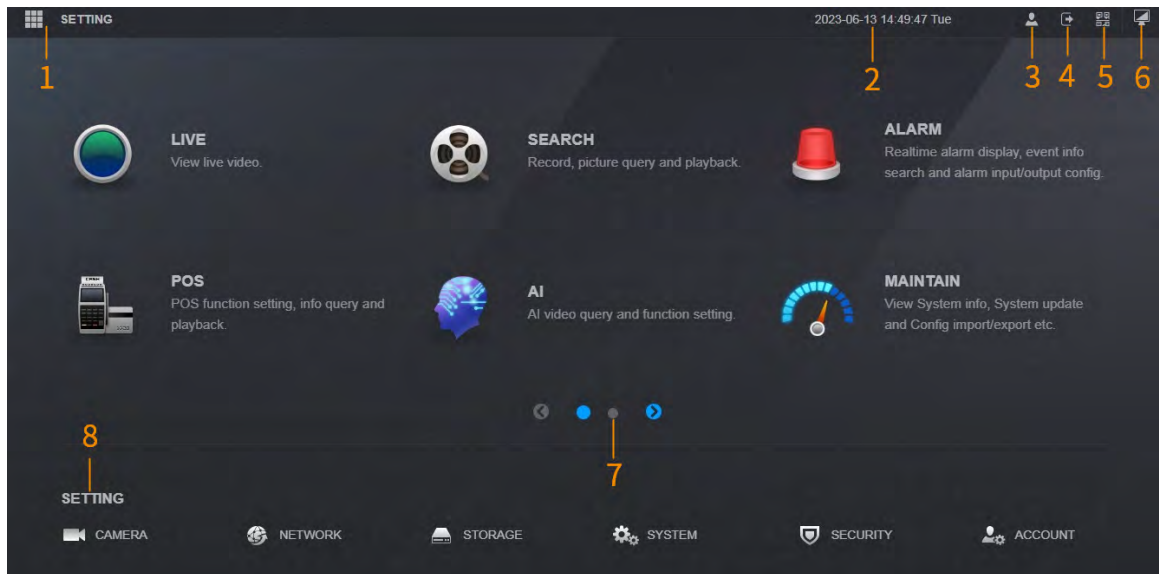 SETTING
2023-06-13 14:49:47 Tue
1
2
3
4
5
6
LIVE
View live video.
SEARCH
Record, picture query and playback.
ALARM
Realtime alarm display, event info
search and alarm input/output config.
POS
POS function setting, info query and
playback.
AI
AI video query and function setting.
MAINTAIN
View System info, System update
and Config import/export etc.
7
8
SETTING
CAMERA
NETWORK
STORAGE
SYSTEM
SECURITY
ACCOUNT